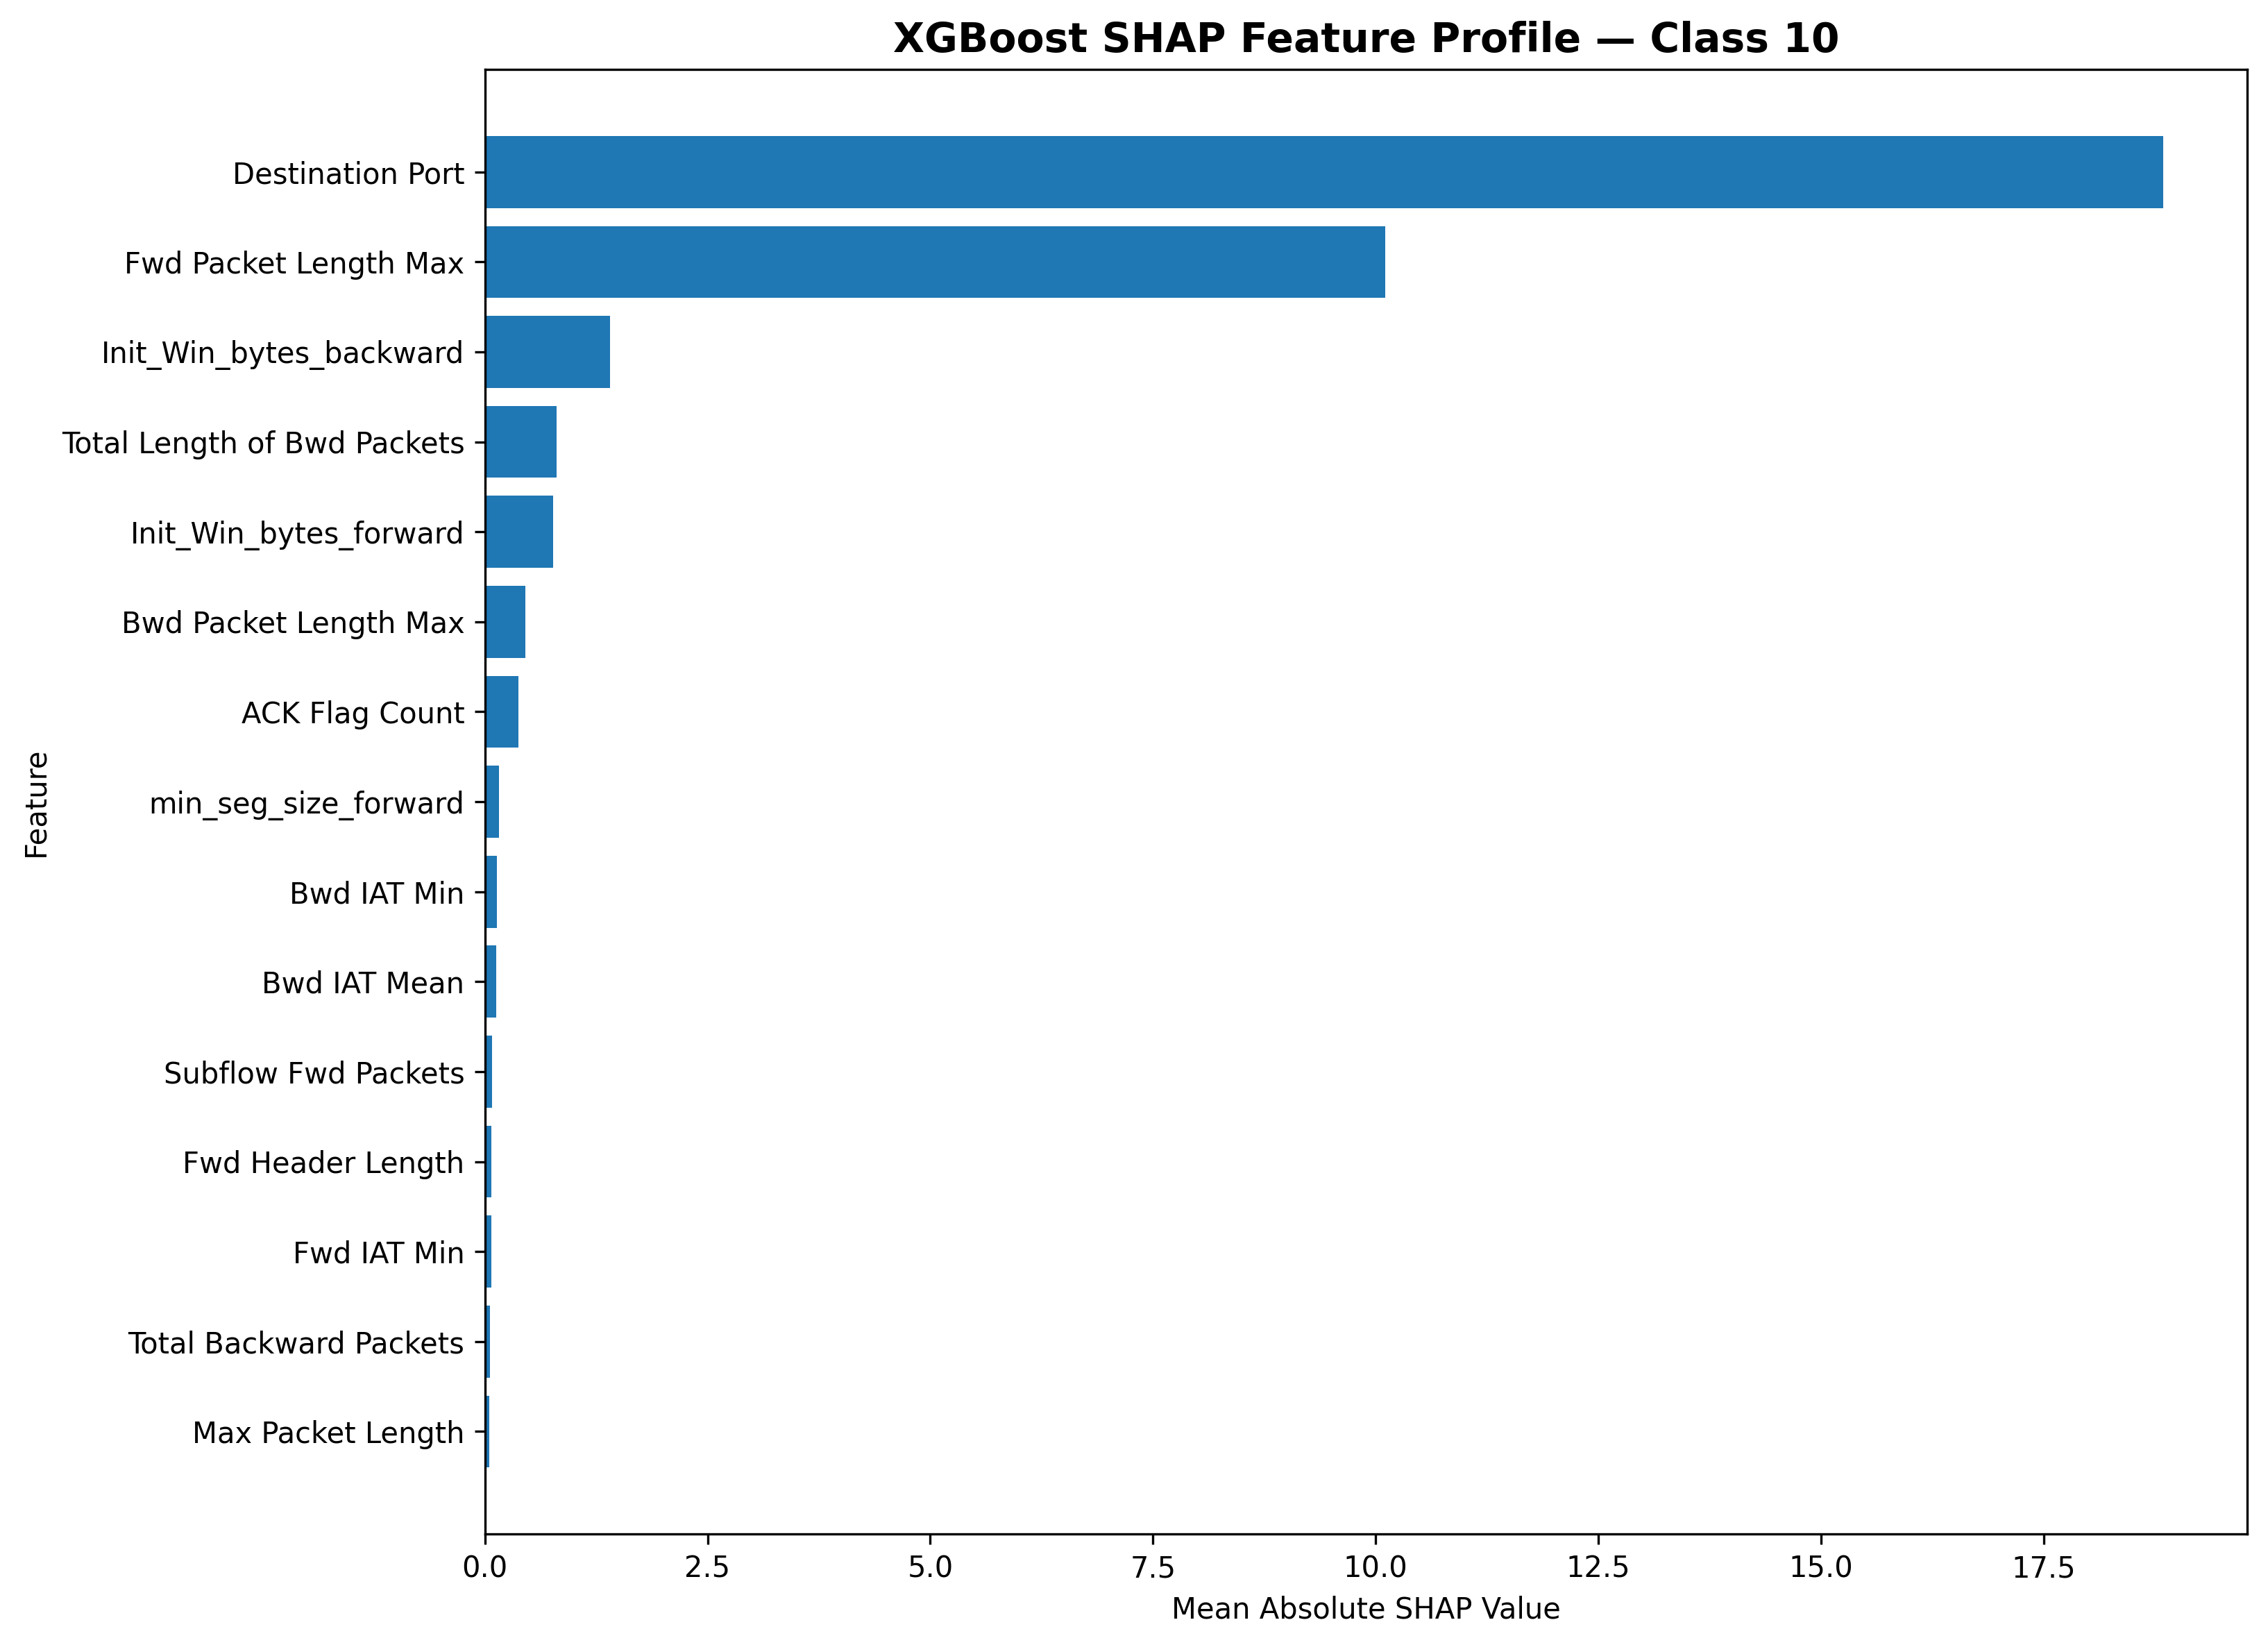 XGBoost SHAP Feature Profile — Class 10
Destination Port
Fwd Packet Length Max
Init_Win_bytes_backward
Total Length of Bwd Packets
Init_Win_bytes_forward
Bwd Packet Length Max
ACK Flag Count
min_seg_size_forward
Bwd IAT Min
Bwd IAT Mean
Subflow Fwd Packets
Fwd Header Length
Fwd IAT Min
Total Backward Packets
Max Packet Length
Feature
0.0 2.5 5.0 7.5 10.0 12.5 15.0 17.5
Mean Absolute SHAP Value